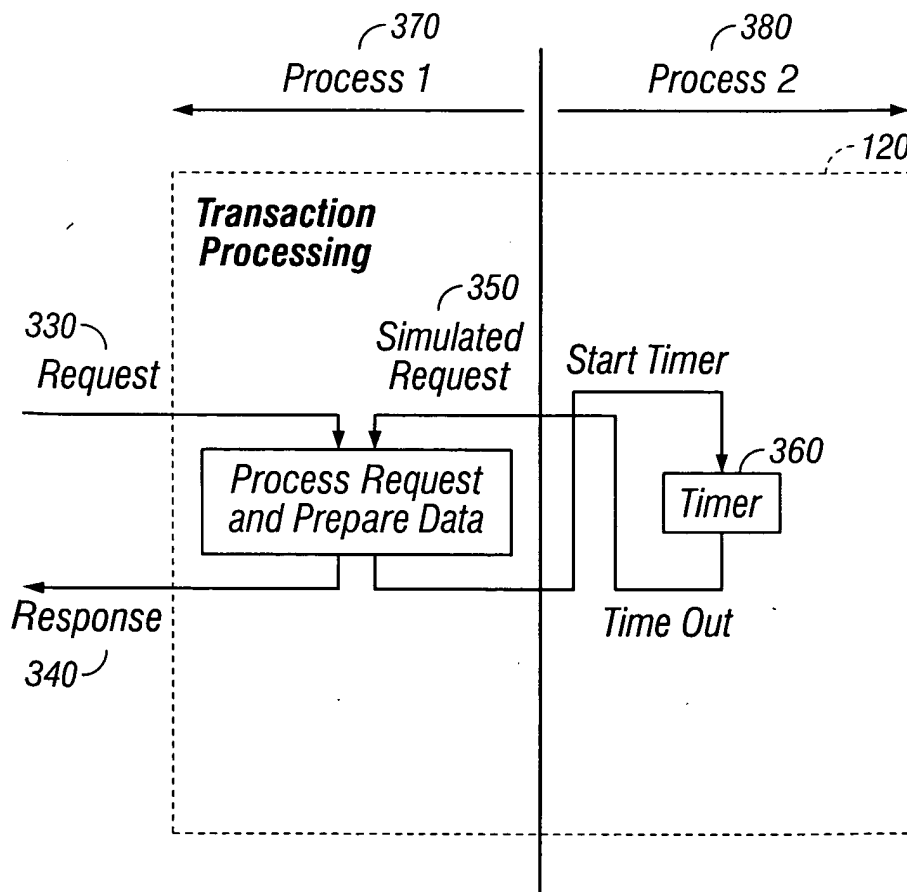 370
Process 1
380
Process 2
120
Transaction
Processing
350
Simulated
Request
330
Request
Start Timer
360
Process Request
and Prepare Data
Timer
Response
340
Time Out